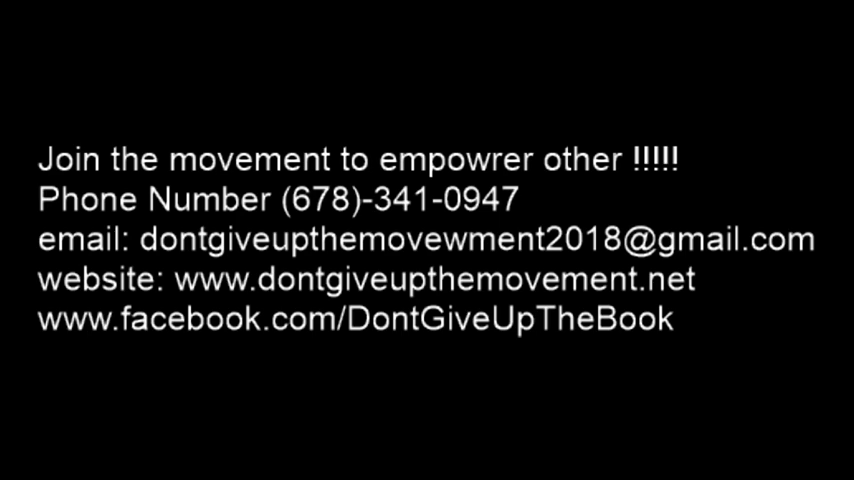 Join the movement to empowrer other !!!!!
Phone Number (678)-341-0947
email: dontgiveupthemovewment2018@gmail.com
website: www.dontgiveupthemovement.net
www.facebook.com/DontGiveUpTheBook